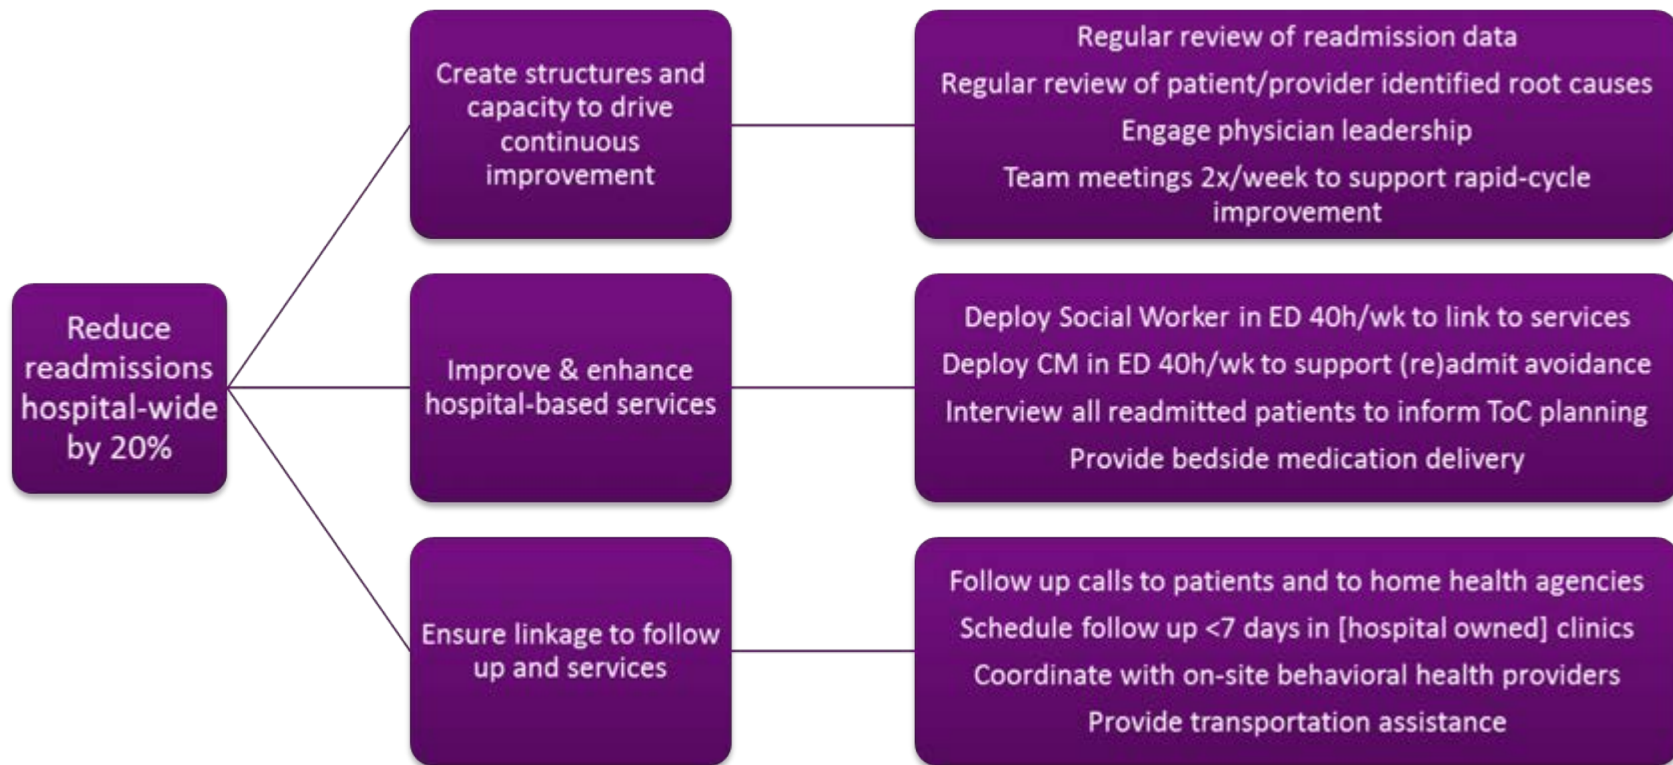 Reduce
readmissions
hospital-wide
by 20%
Create structures and
capacity to drive
continuous
improvement
Regular review of readmission data
Regular review of patient/provider identified root causes
Engage physician leadership
Team meetings 2x/week to support rapid-cycle
improvement
Improve & enhance
hospital-based services
Deploy Social Worker in ED 40h/wk to link to services
Deploy CM in ED 40h/wk to support (re)admit avoidance
Interview all readmitted patients to inform ToC planning
Provide bedside medication delivery
Ensure linkage to follow
up and services
Follow up calls to patients and to home health agencies
Schedule follow up <7 days in [hospital owned] clinics
Coordinate with on-site behavioral health providers
Provide transportation assistance